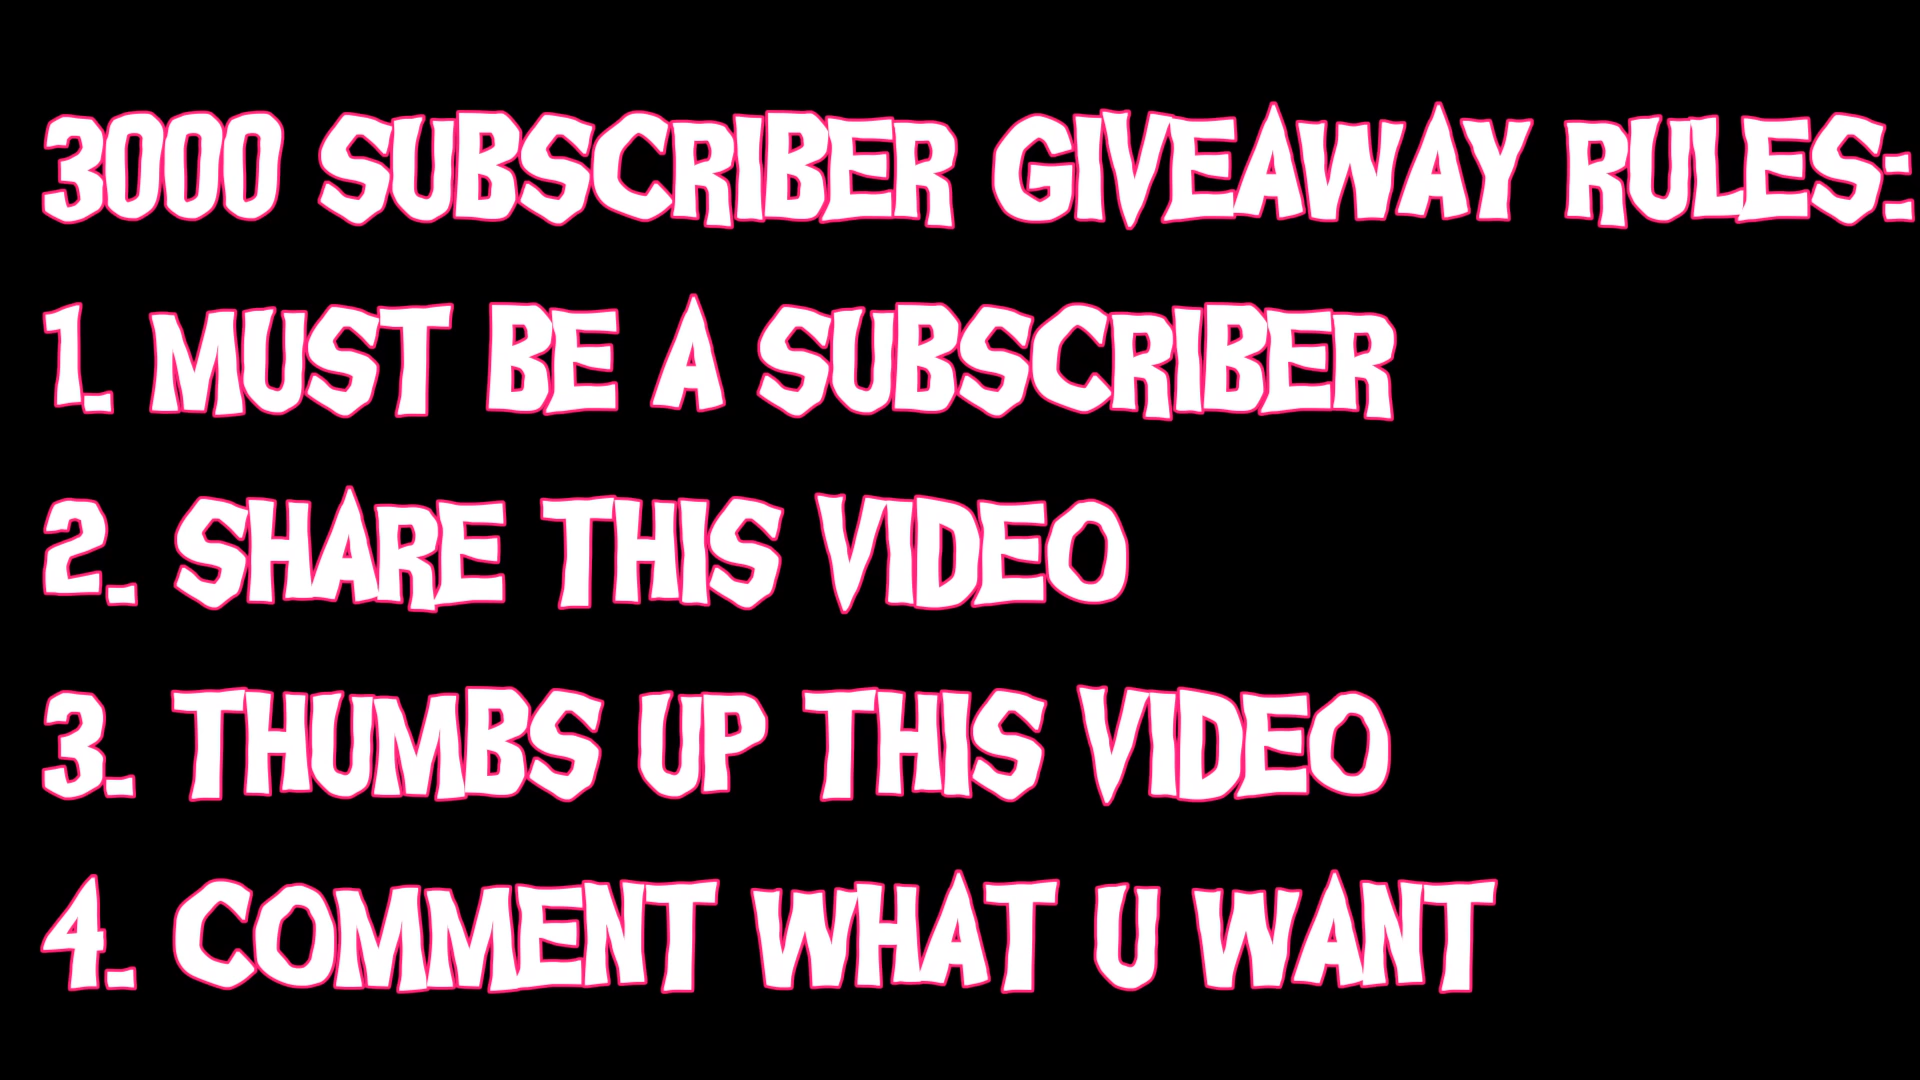 3000 SUBSCRIBER GIVEAWAY RULES:
1. MUST BE A SUBSCRIBER
2. SHARE THIS VIDEO
3. THUMBS UP THIS VIDEO
4. COMMENT WHAT U WANT